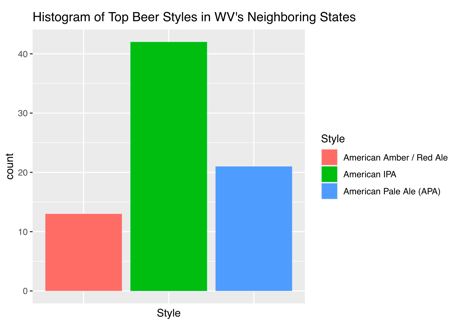 Histogram of Top Beer Styles in WV's Neighboring States
count
40
30
20
10
0
Style
Style
American Amber / Red Ale
American IPA
American Pale Ale (APA)